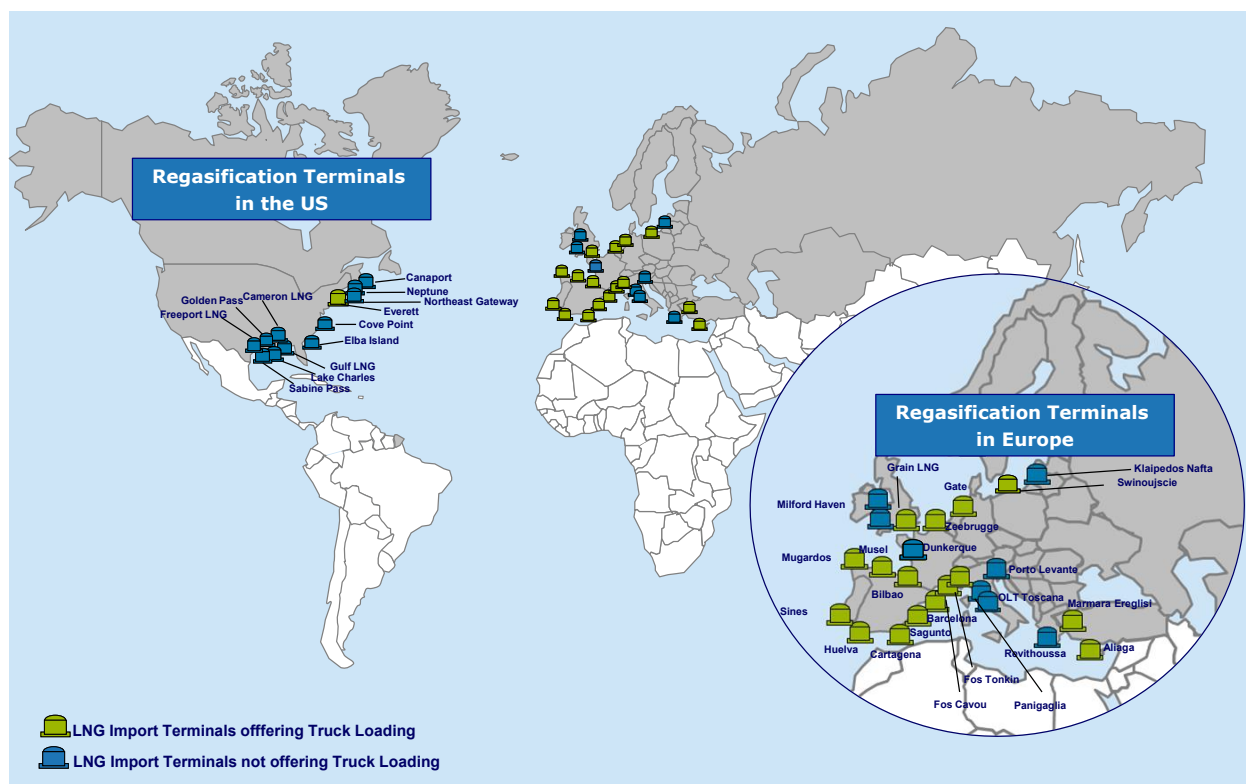 Regasification Terminals
in the US
Canaport
Neptune
Northeast Gateway
Everett
Cameron LNG
Golden Pass
Freeport LNG
Cove Point
Elba Island
Gulf LNG
Lake Charles
Sabine Pass
Regasification Terminals
in Europe
Grain LNG
Klaipedos Nafta
Swinoujscie
Gate
Milford Haven
Zeebrugge
Musel
Dunkerque
Mugardos
Porto Levante
Bilbao
OLT Toscana
Marmara Ereglisi
Sines
Barcelona
Sagunto
Revithoussa
Aliaga
Huelva
Cartagena
Fos Tonkin
Fos Cavou
Panigaglia
LNG Import Terminals offfering Truck Loading
LNG Import Terminals not offering Truck Loading